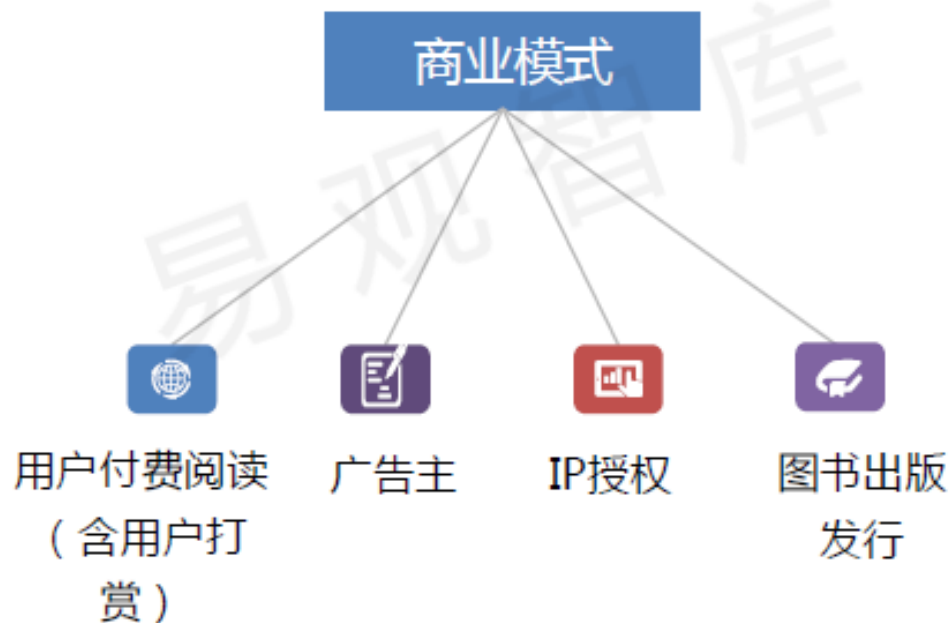 商业模式
易观智库
用户付费阅读
（含用户打
赏）
广告主
IP授权
图书出版
发行